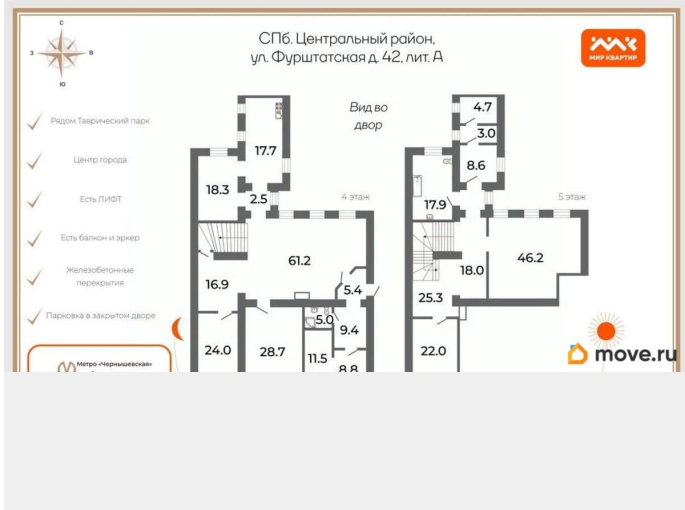 С
З
В
Ю
СПб. Центральный район,
ул. Фурштатская д. 42, лит. А
МИР КВАРТИР
Рядом Таврический парк
Центр города
Есть ЛИФТ
Есть балкон и эркер
Железобетонные
перекрытия
Парковка в закрытом дворе
Метро «Чернышевская»
Вид во
двор
4 этаж
17.7
18.3
2.5
61.2
16.9
5.4
5.0
9.4
24.0
28.7
11.5
8.8
5 этаж
4.7
3.0
8.6
17.9
46.2
18.0
25.3
22.0
move.ru